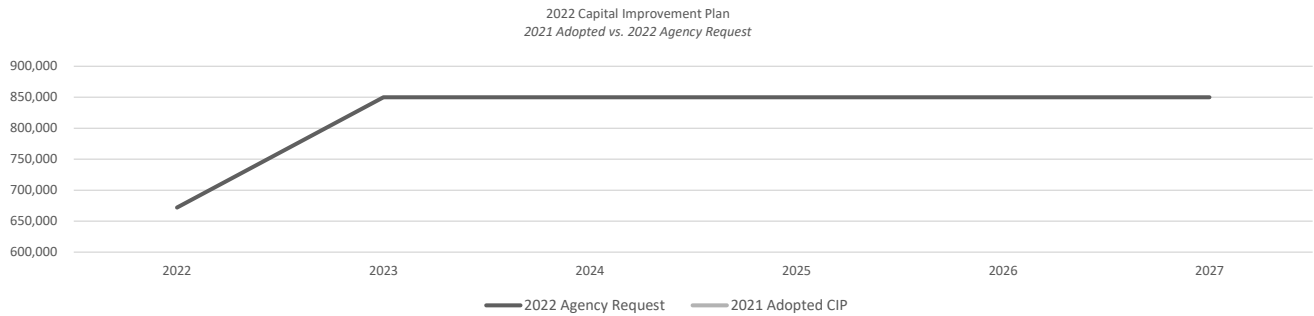 2022 Capital Improvement Plan
2021 Adopted vs. 2022 Agency Request
900,000
850,000
800,000
750,000
700,000
650,000
600,000
2022 2023 2024 2025 2026 2027
2022 Agency Request 2021 Adopted CIP